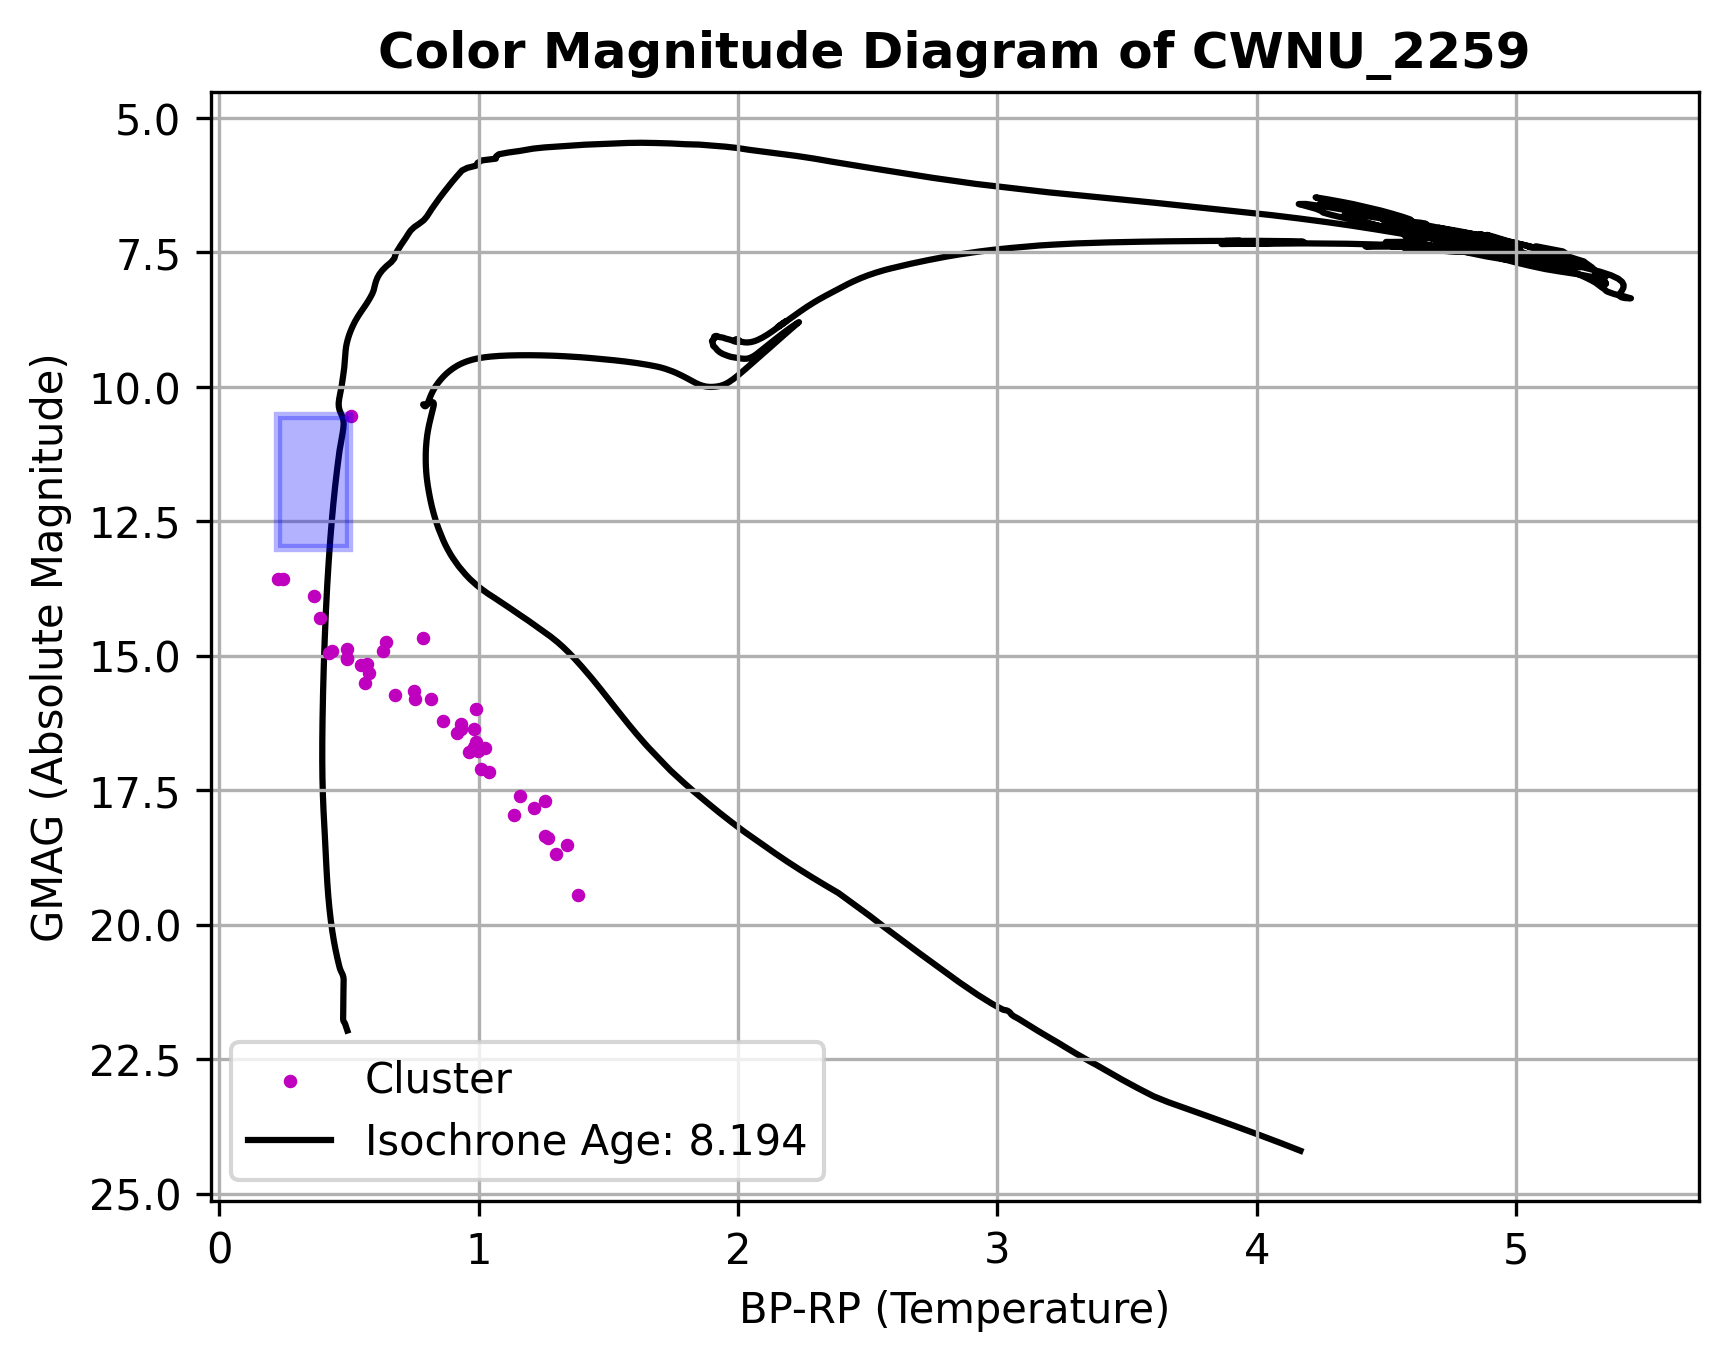 Color Magnitude Diagram of CWNU_2259
GMAG (Absolute Magnitude)
5.0
7.5
10.0
12.5
15.0
17.5
20.0
22.5
25.0
Cluster
Isochrone Age: 8.194
0 1 2 3 4 5
BP-RP (Temperature)